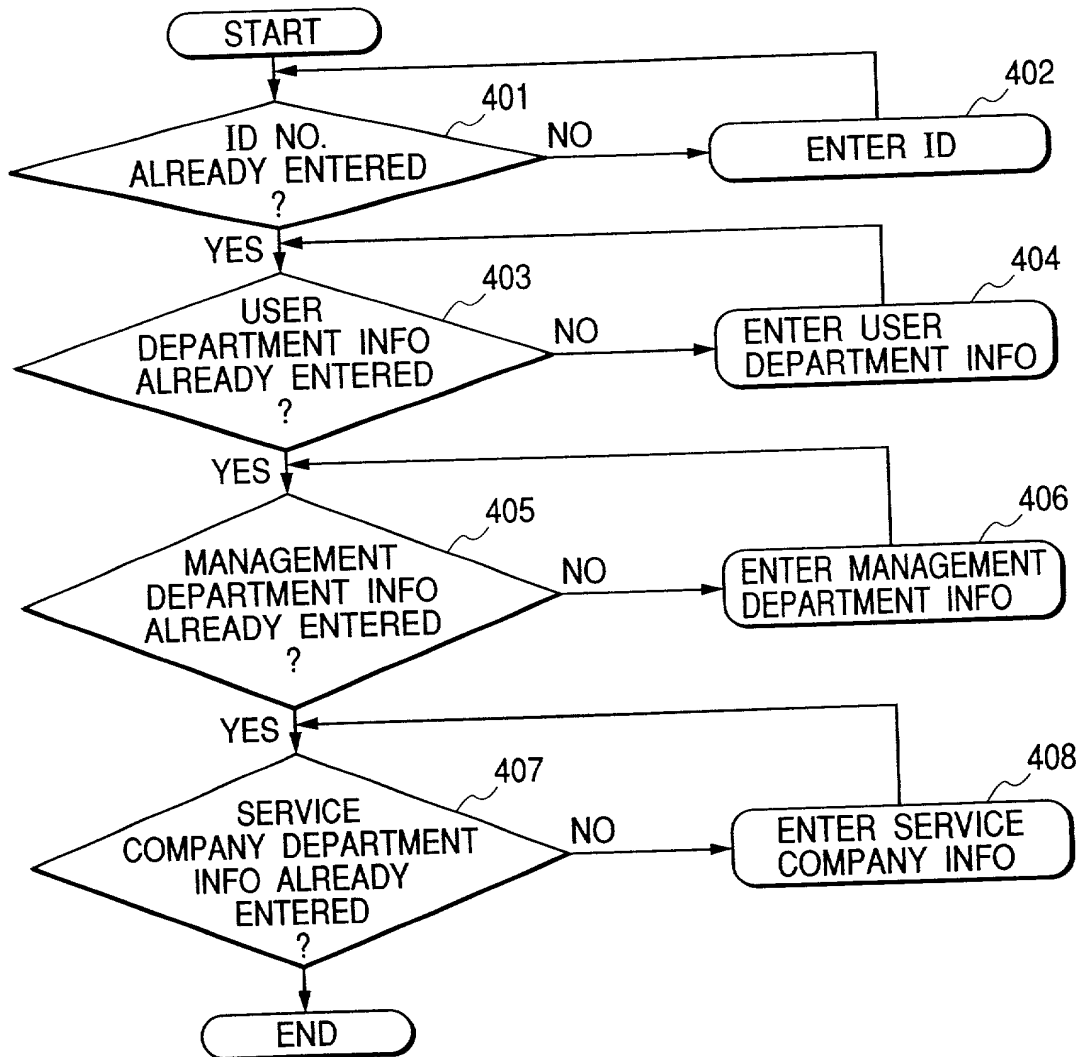 START
401
402
ID NO.
ALREADY ENTERED
?
NO
ENTER ID
YES
403
404
USER
DEPARTMENT INFO
ALREADY ENTERED
?
NO
ENTER USER
DEPARTMENT INFO
YES
405
406
MANAGEMENT
DEPARTMENT INFO
ALREADY ENTERED
?
NO
ENTER MANAGEMENT
DEPARTMENT INFO
YES
407
408
SERVICE
COMPANY DEPARTMENT
INFO ALREADY
ENTERED
?
NO
ENTER SERVICE
COMPANY INFO
END